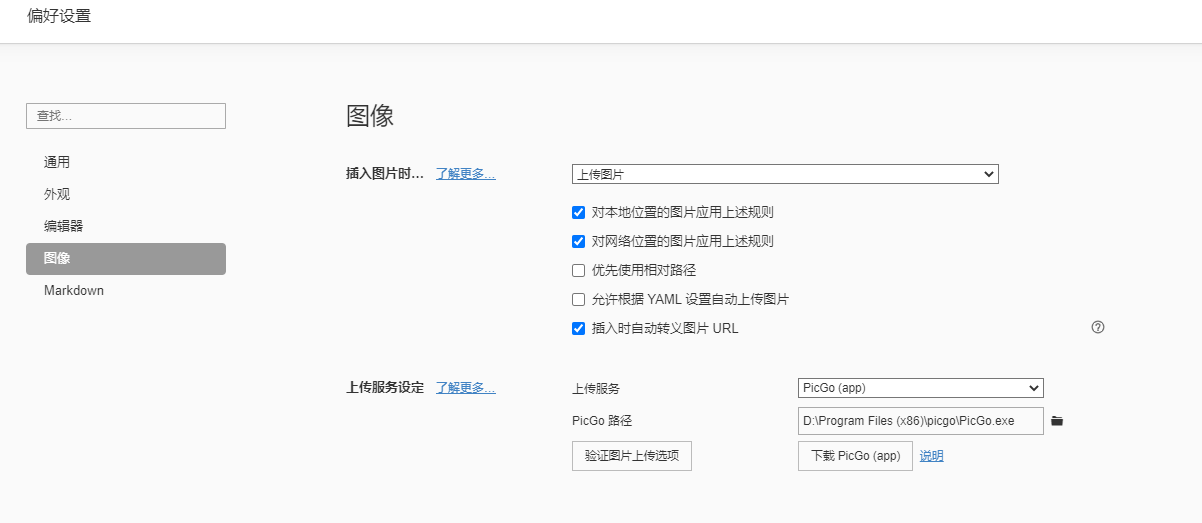 偏好设置
查找...
通用
外观
编辑器
图像
Markdown
图像
插入图片时... 了解更多... 上传图片
对本地位置的图片应用上述规则
对网络位置的图片应用上述规则
优先使用相对路径
允许根据 YAML 设置自动上传图片
插入时自动转义图片 URL
上传服务设定 了解更多... 上传服务 PicGo (app)
PicGo 路径 D:\Program Files (x86)\picgo\PicGo.exe
验证图片上传选项 下载 PicGo (app) 说明